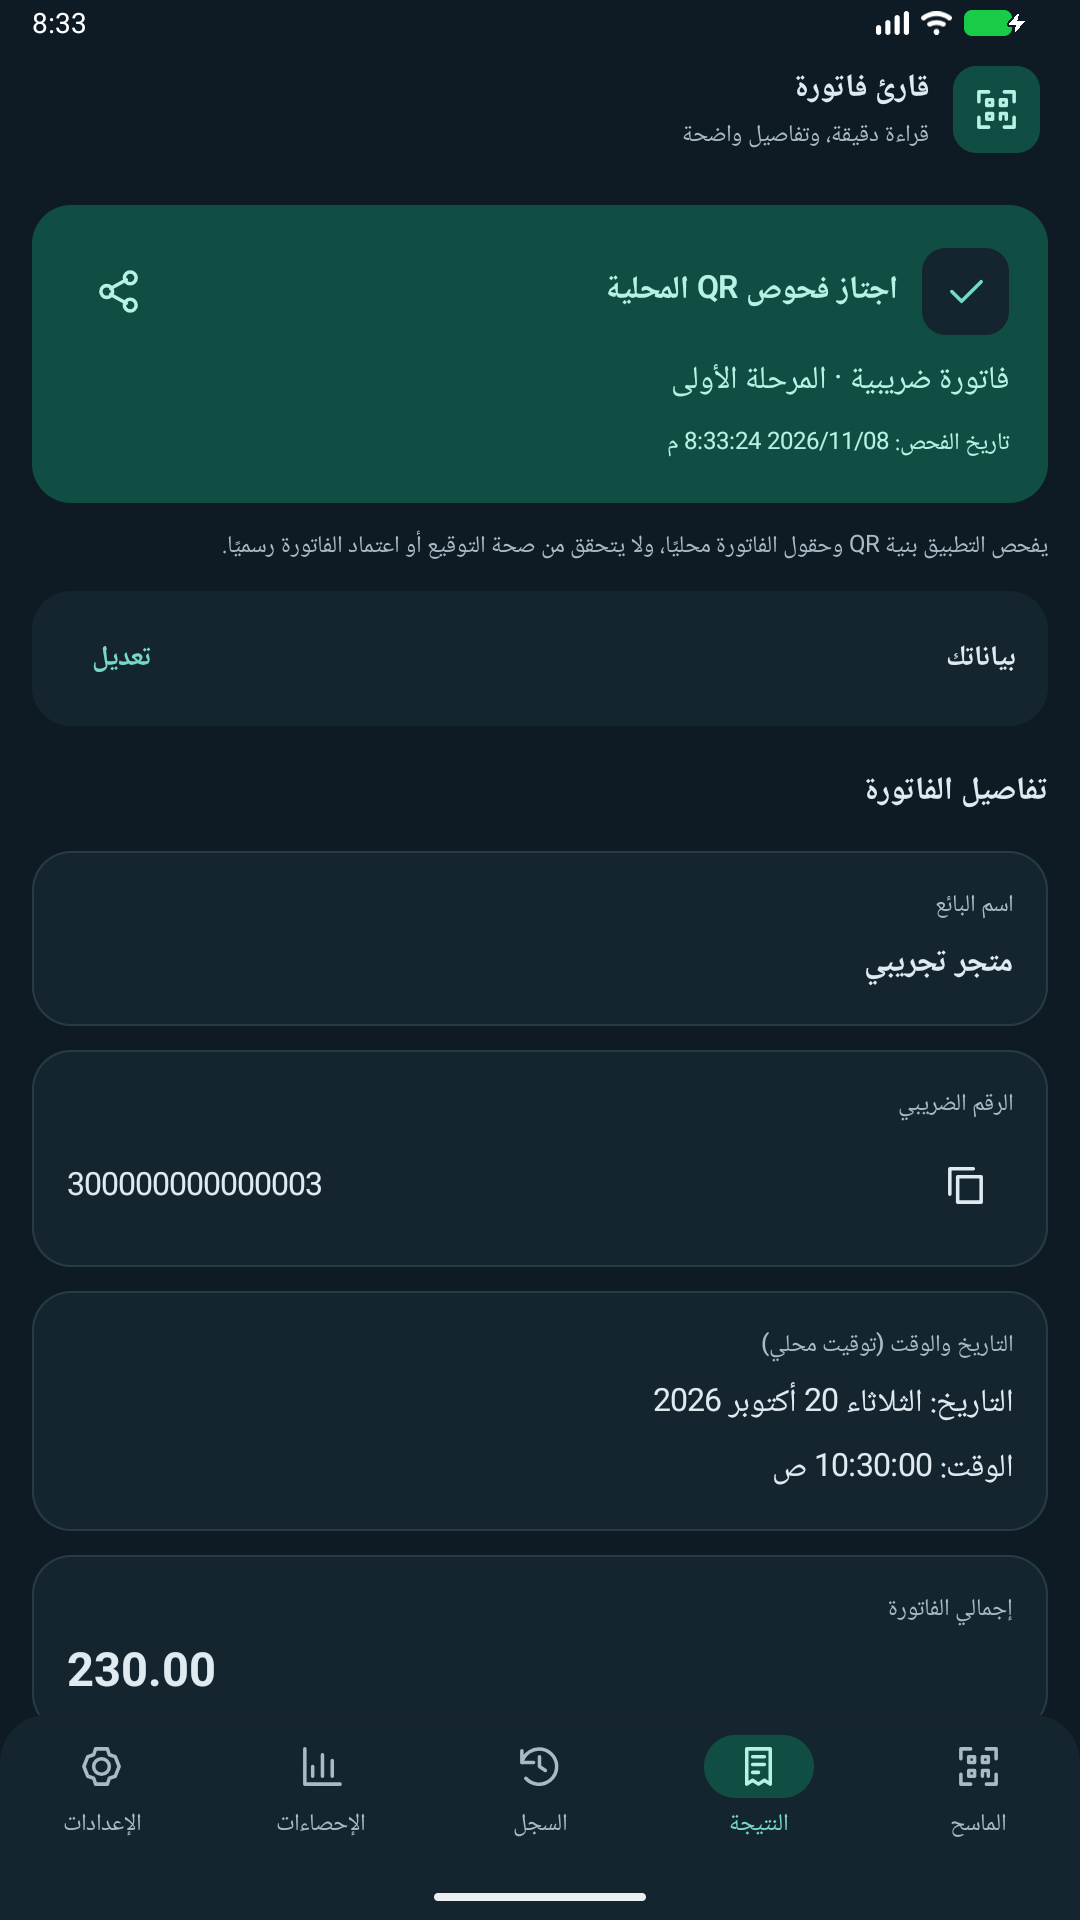 8:33
قارئ فاتورة
قراءة دقيقة، وتفاصيل واضحة
اجتاز فحوص QR المحلية
فاتورة ضريبية · المرحلة الأولى
تاريخ الفحص: 2026/11/08 8:33:24 م
يفحص التطبيق بنية QR وحقول الفاتورة محليًا، ولا يتحقق من صحة التوقيع أو اعتماد الفاتورة رسميًا.
بياناتك
تعديل
تفاصيل الفاتورة
اسم البائع
متجر تجريبي
الرقم الضريبي
300000000000003
التاريخ والوقت (توقيت محلي)
التاريخ: الثلاثاء 20 أكتوبر 2026
الوقت: 10:30:00 ص
إجمالي الفاتورة
230.00
الماسح
النتيجة
السجل
الإحصاءات
الإعدادات